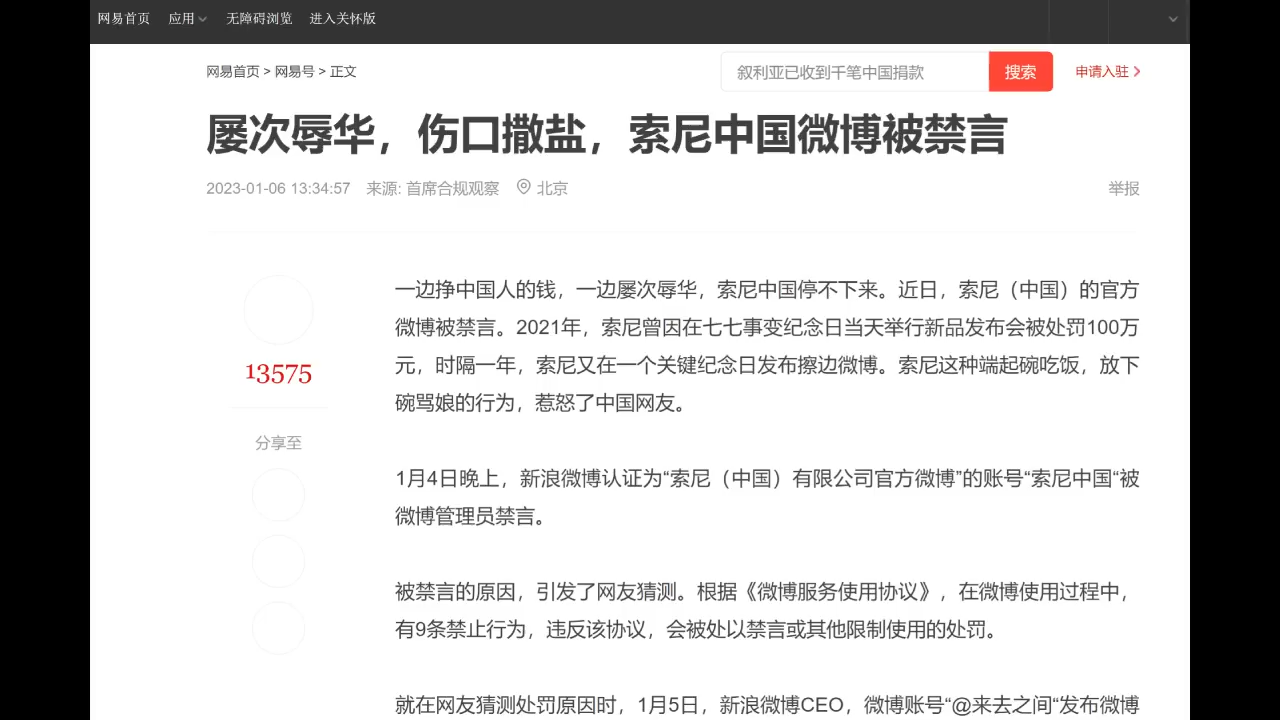 网易首页 应用 无障碍浏览 进入关怀版
网易首页 > 网易号 > 正文
叙利亚已收到千笔中国捐款 搜索 申请入驻 >
屡次辱华，伤口撒盐，索尼中国微博被禁言
2023-01-06 13:34:57 来源: 首席合规观察 北京 举报
一边挣中国人的钱，一边屡次辱华，索尼中国停不下来。近日，索尼（中国）的官方
微博被禁言。2021年，索尼曾因在七七事变纪念日当天举行新品发布会被处罚100万
元，时隔一年，索尼又在一个关键纪念日发布擦边微博。索尼这种端起碗吃饭，放下
碗骂娘的行为，惹怒了中国网友。
13575
分享至
1月4日晚上，新浪微博认证为“索尼（中国）有限公司官方微博”的账号“索尼中国“被
微博管理员禁言。
被禁言的原因，引发了网友猜测。根据《微博服务使用协议》，在微博使用过程中，
有9条禁止行为，违反该协议，会被处以禁言或其他限制使用的处罚。
就在网友猜测处罚原因时，1月5日，新浪微博CEO，微博账号“@来去之间“发布微博